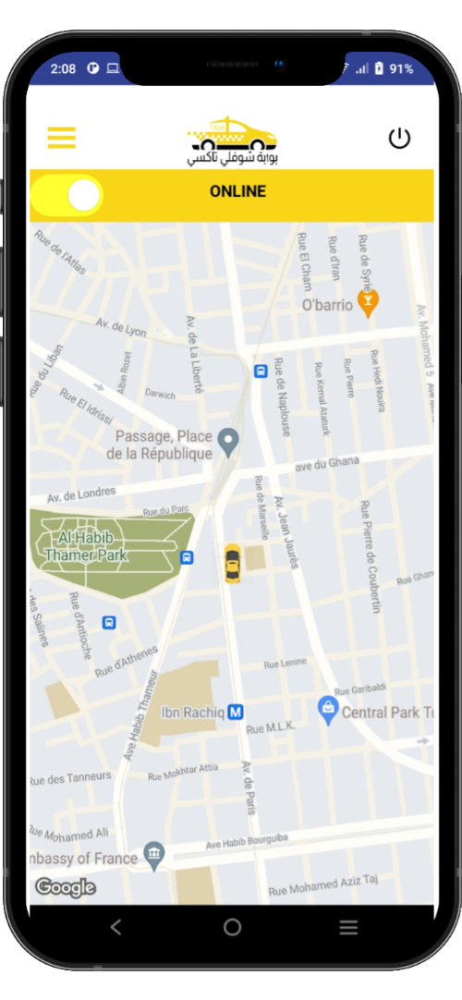 2:08
91%
TAXI
بوابة شوفلي تاكسي
ONLINE
Rue de l'Atlas
Rue El Cham
Rue d'Iran
Rue de Syrie
O'barrio
Av. Mohamed 5
Av. de Lyon
Av. de La Liberté
Rue du Liban
Albin Rozet
Darwich
Rue El Idrissi
Rue de Naplouse
Rue Kemal Ataturk
Rue Pierre
Rue Hedi Nouira
Passage, Place
de la République
ave du Ghana
Av. de Londres
Rue du Parc
Rue de Marseille
Av. Jean Jaurès
Rue Pierre de Coubertin
Al Habib
Thamer Park
Rue Ghan
des Salines
Rue d'Antioche
Rue d'Athenes
Rue Lenine
Rue Garibaldi
Ave Habib Thameur
Ibn Rachiq M
Central Park Tu
Rue M.L.K.
Rue des Tanneurs
Rue Mokhtar Attia
Av. de Paris
Rue Mohamed Ali
Ave Habib Bourguiba
mbassy of France
Google
Rue Mohamed Aziz Taj